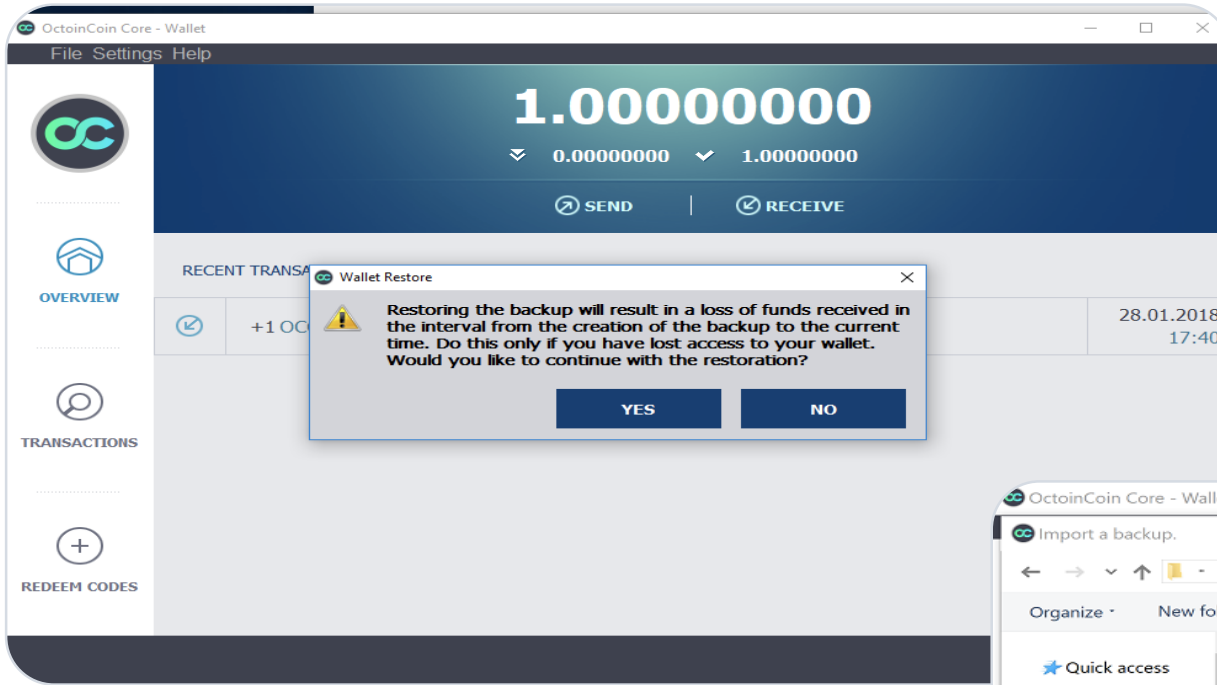 OctoinCoin Core - Wallet
File Settings Help
1.00000000
0.00000000 1.00000000
SEND RECEIVE
OVERVIEW
TRANSACTIONS
REDEEM CODES
RECENT TRANSA
+1 OC
28.01.2018
17:40
Wallet Restore
Restoring the backup will result in a loss of funds received in
the interval from the creation of the backup to the current
time. Do this only if you have lost access to your wallet.
Would you like to continue with the restoration?
YES NO
OctoinCoin Core - Wall
Import a backup.
Organize New fo
Quick access